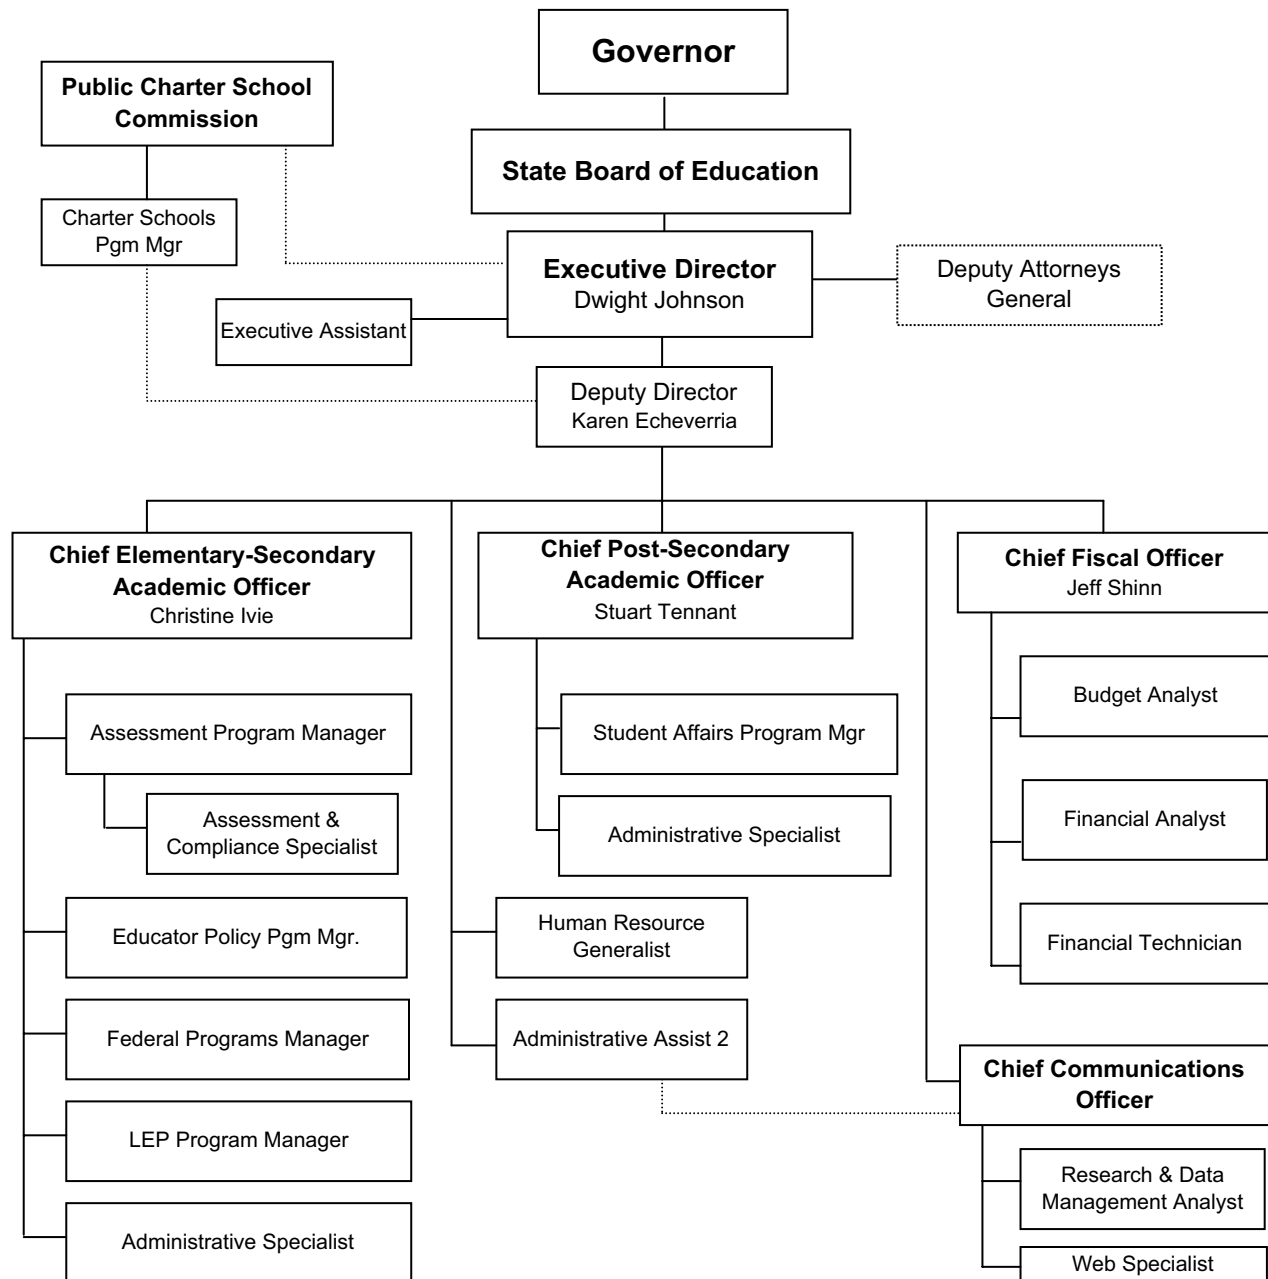 Governor
Public Charter School
Commission
State Board of Education
Charter Schools
Pgm Mgr
Executive Director
Dwight Johnson
Deputy Attorneys
General
Executive Assistant
Deputy Director
Karen Echeverria
Chief Elementary-Secondary
Academic Officer
Christine Ivie
Chief Post-Secondary
Academic Officer
Stuart Tennant
Chief Fiscal Officer
Jeff Shinn
Assessment Program Manager
Assessment &
Compliance Specialist
Educator Policy Pgm Mgr.
Federal Programs Manager
LEP Program Manager
Administrative Specialist
Student Affairs Program Mgr
Administrative Specialist
Human Resource
Generalist
Administrative Assist 2
Budget Analyst
Financial Analyst
Financial Technician
Chief Communications
Officer
Research & Data
Management Analyst
Web Specialist